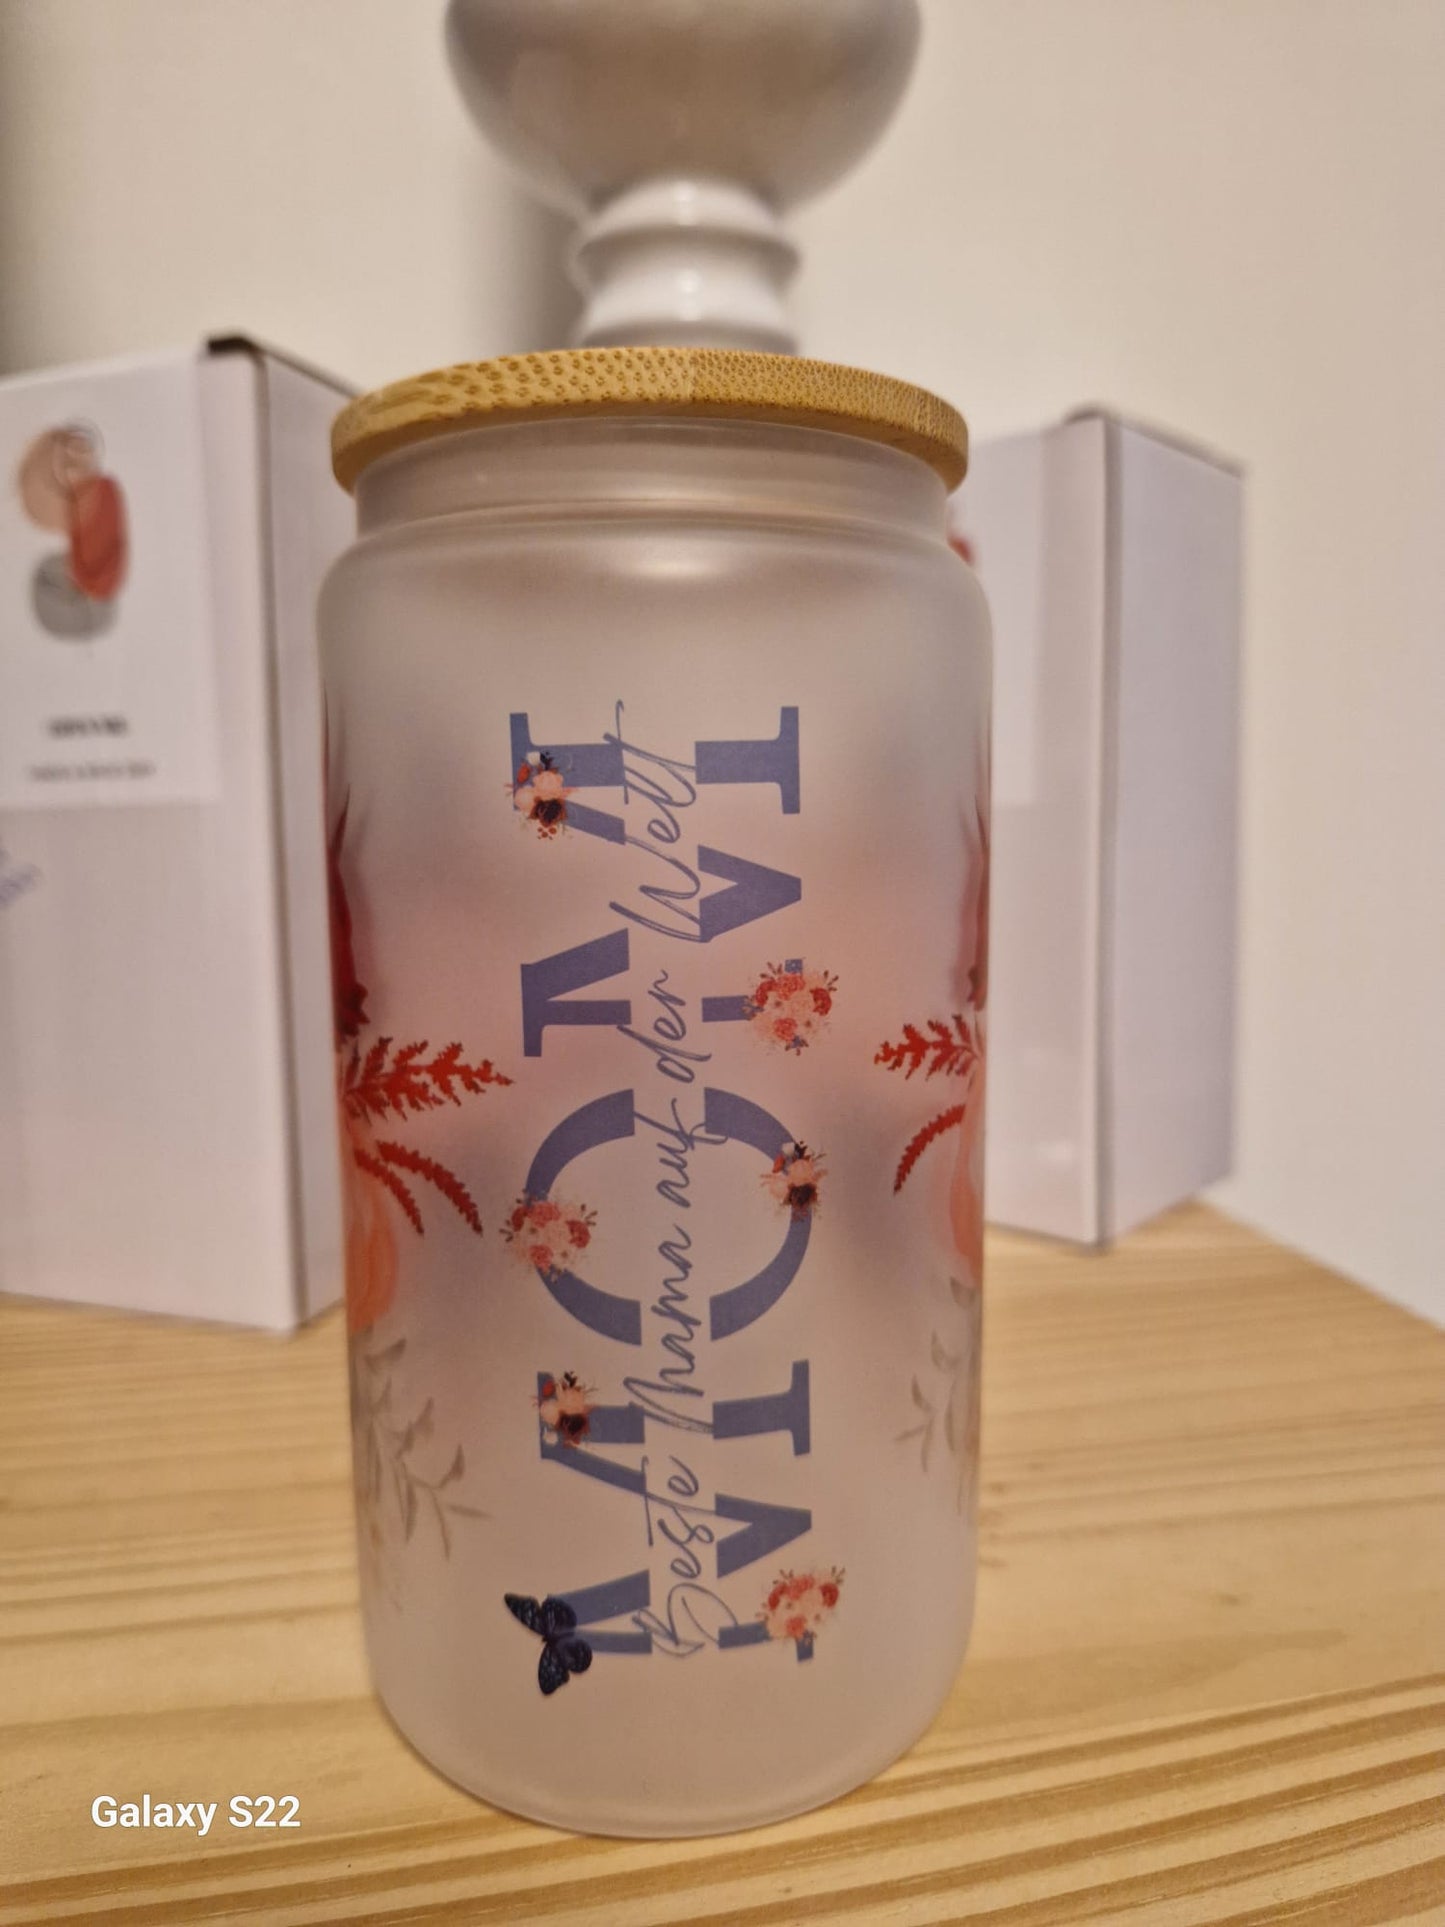 MOM
Beste Mama auf der Welt
Galaxy S22